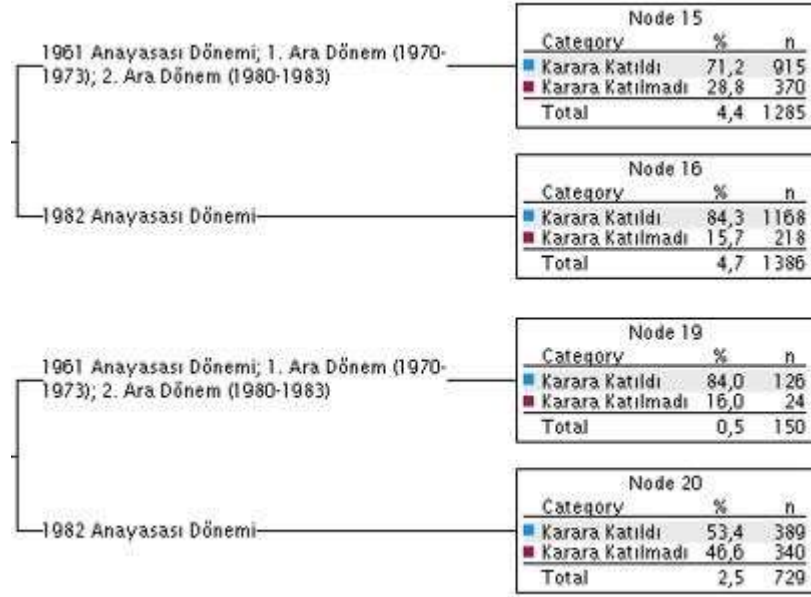 Node 15
Category % n
1961 Anayasası Dönemi; 1. Ara Dönem (1970-
1973); 2. Ara Dönem (1980-1983)
Karara Katıldı 71,2 915
Karara Katılmadı 28,8 370
Total 4,4 1285
Node 16
Category % n
1982 Anayasası Dönemi
Karara Katıldı 84,3 1168
Karara Katılmadı 15,7 218
Total 4,7 1386
Node 19
Category % n
1961 Anayasası Dönemi; 1. Ara Dönem (1970-
1973); 2. Ara Dönem (1980-1983)
Karara Katıldı 84,0 126
Karara Katılmadı 16,0 24
Total 0,5 150
Node 20
Category % n
1982 Anayasası Dönemi
Karara Katıldı 53,4 389
Karara Katılmadı 46,6 340
Total 2,5 729